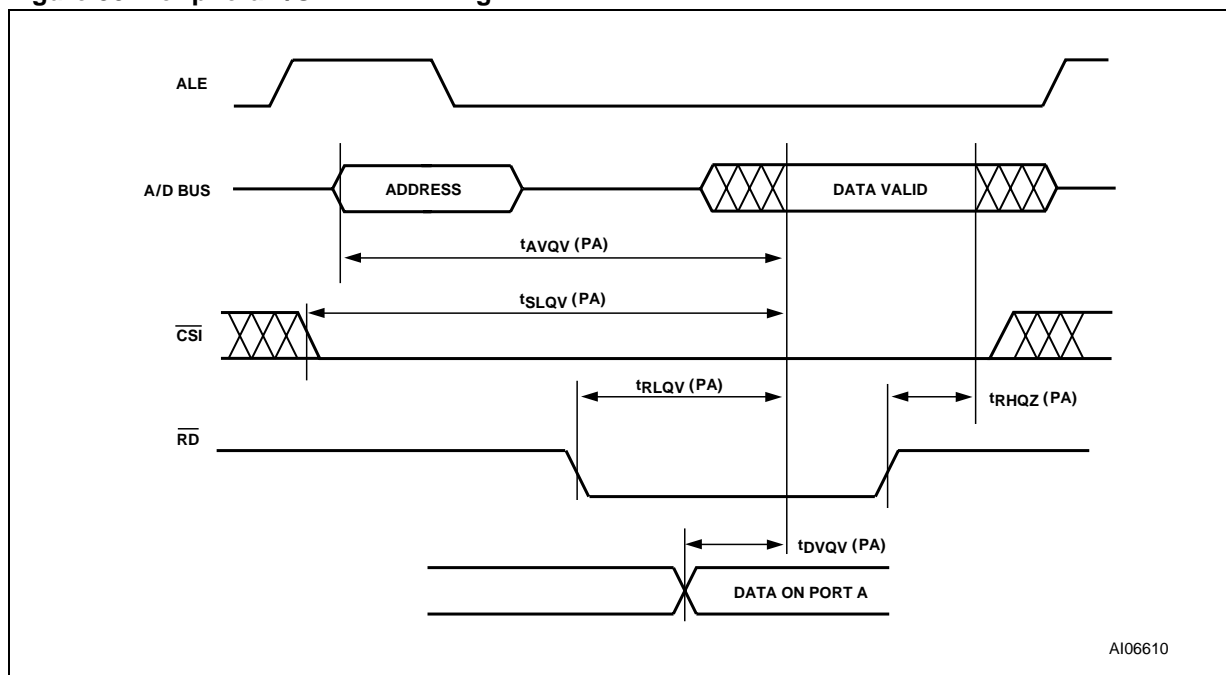 ALE
A/D BUS
ADDRESS
DATA VALID
tAVQV (PA)
tSLQV (PA)
CSI
tRLQV (PA)
tRHQZ (PA)
RD
tDVQV (PA)
DATA ON PORT A
AI06610